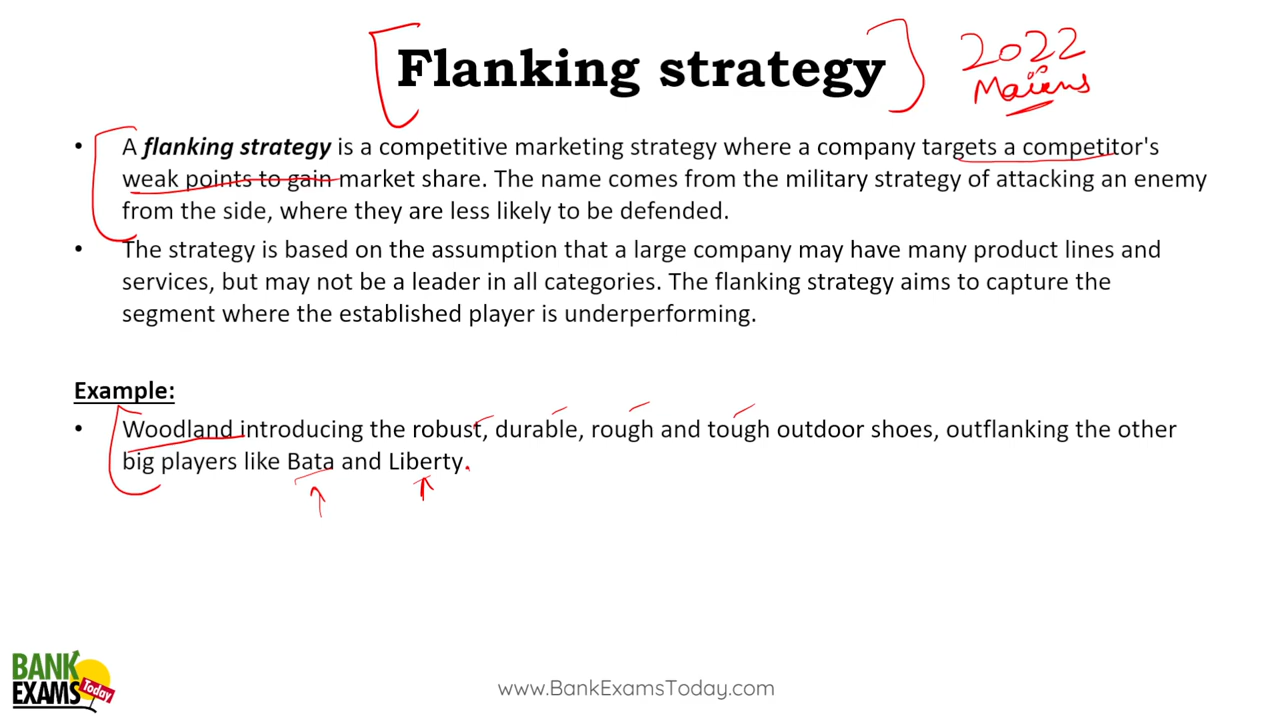 Flanking strategy
2022
Mains
• A flanking strategy is a competitive marketing strategy where a company targets a competitor's
weak points to gain market share. The name comes from the military strategy of attacking an enemy
from the side, where they are less likely to be defended.
• The strategy is based on the assumption that a large company may have many product lines and
services, but may not be a leader in all categories. The flanking strategy aims to capture the
segment where the established player is underperforming.
Example:
• Woodland introducing the robust, durable, rough and tough outdoor shoes, outflanking the other
big players like Bata and Liberty.
BANK
EXAMS
Today
www.BankExamsToday.com